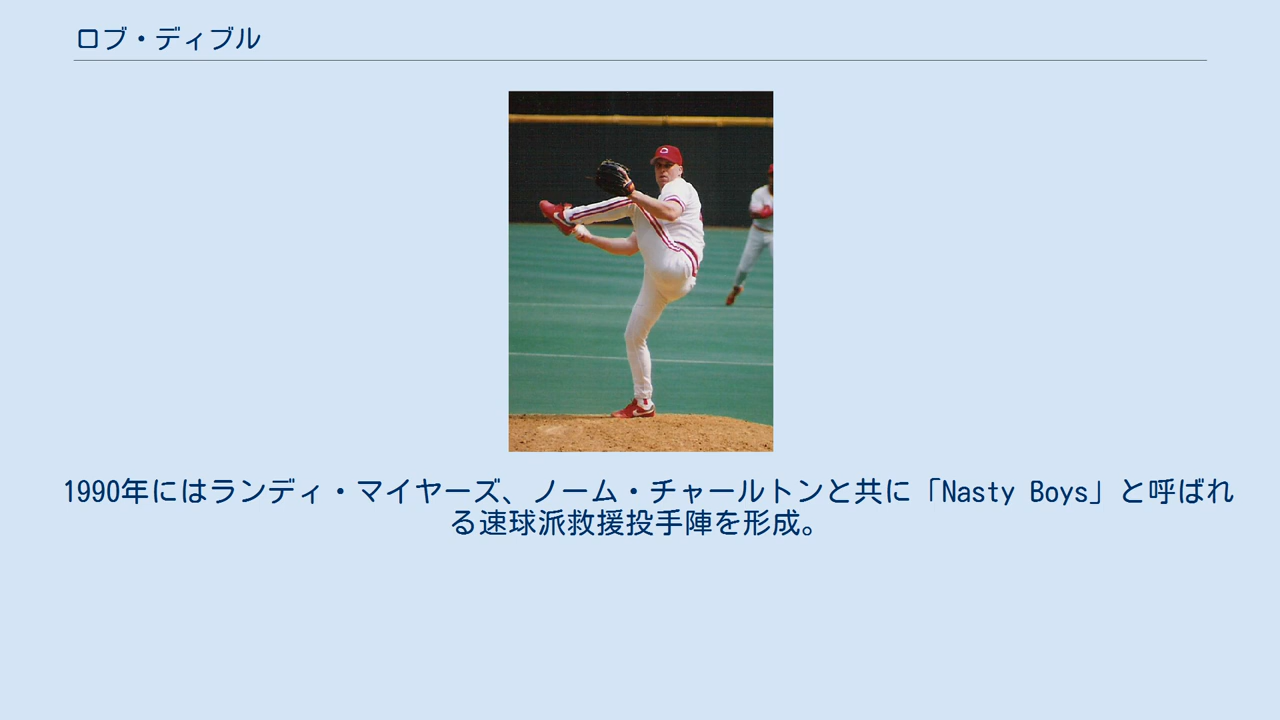 ロブ・ディブル
1990年にはランディ・マイヤーズ、ノーム・チャールトンと共に「Nasty Boys」と呼ばれ
る速球派救援投手陣を形成。